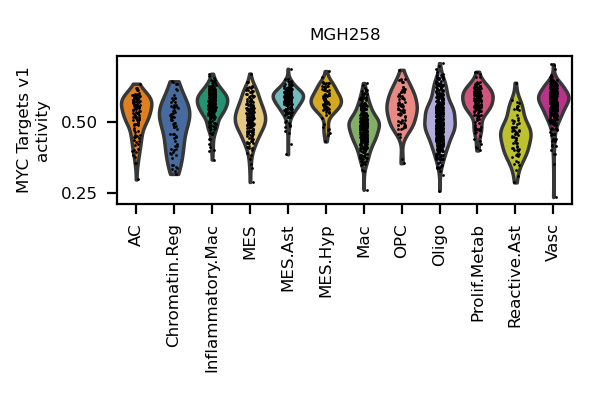 MGH258
MYC Targets v1
activity
0.50
0.25
AC
Chromatin.Reg
Inflammatory.Mac
MES
MES.Ast
MES.Hyp
Mac
OPC
Oligo
Prolif.Metab
Reactive.Ast
Vasc